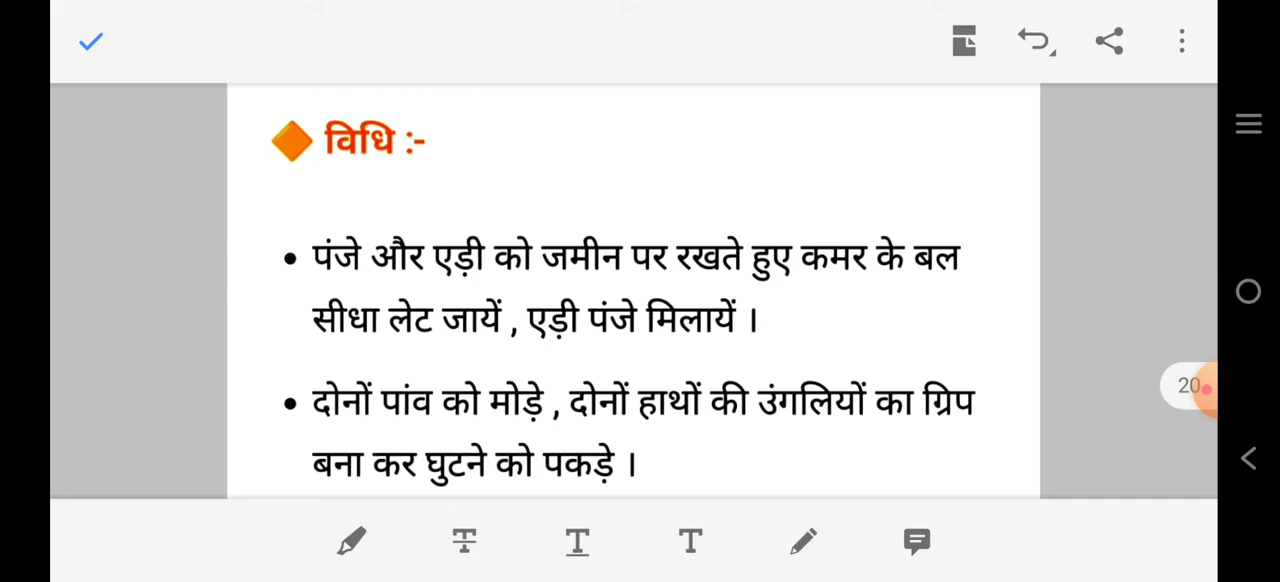 विधि :-
• पंजे और एड़ी को जमीन पर रखते हुए कमर के बल
सीधा लेट जायें , एड़ी पंजे मिलायें ।
• दोनों पांव को मोड़े , दोनों हाथों की उंगलियों का ग्रिप
बना कर घुटने को पकड़े ।
20